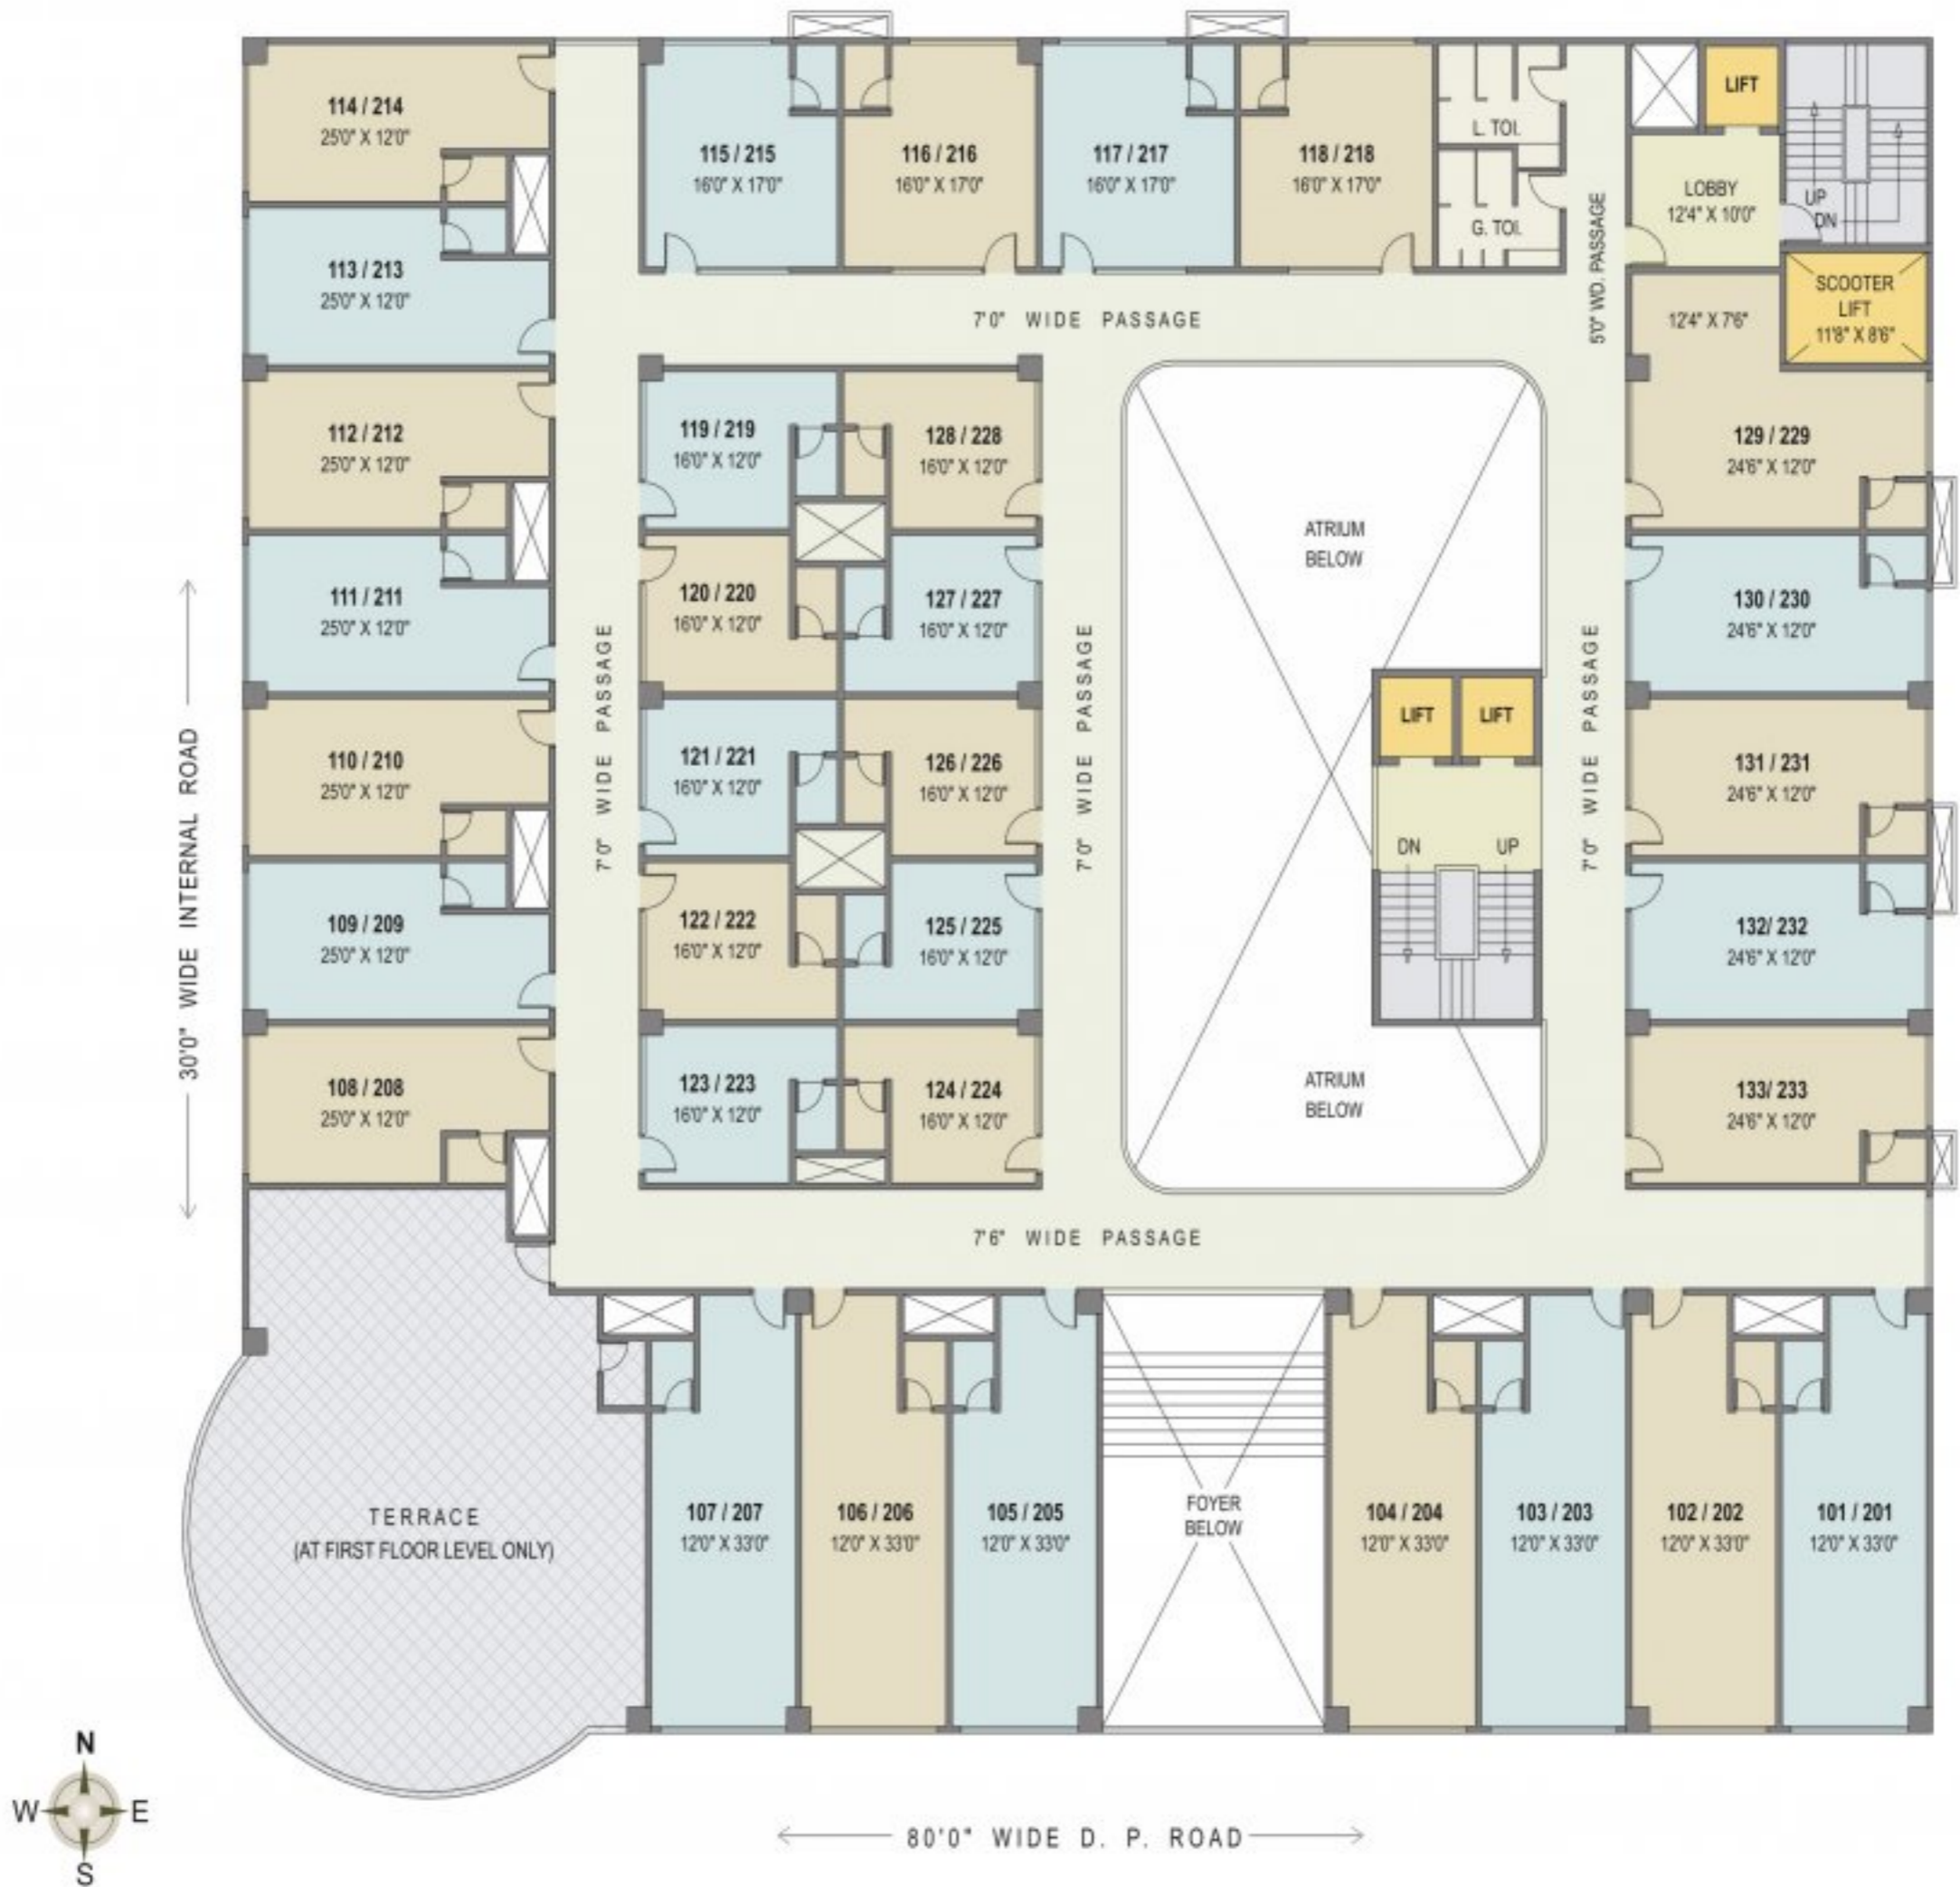 114 / 214
25'0" X 12'0"
113 / 213
25'0" X 12'0"
112 / 212
25'0" X 12'0"
111 / 211
25'0" X 12'0"
110 / 210
25'0" X 12'0"
109 / 209
25'0" X 12'0"
108 / 208
25'0" X 12'0"
30'0" WIDE INTERNAL ROAD
115 / 215
16'0" X 17'0"
116 / 216
16'0" X 17'0"
117 / 217
16'0" X 17'0"
118 / 218
16'0" X 17'0"
L. TOI.
G. TOI.
5'0" WD. PASSAGE
LIFT
LOBBY
12'4" X 10'0"
UP
DN
SCOOTER
LIFT
11'8" X 8'6"
12'4" X 7'6"
7'0" WIDE PASSAGE
7'0" WIDE PASSAGE
119 / 219
16'0" X 12'0"
128 / 228
16'0" X 12'0"
120 / 220
16'0" X 12'0"
127 / 227
16'0" X 12'0"
121 / 221
16'0" X 12'0"
126 / 226
16'0" X 12'0"
122 / 222
16'0" X 12'0"
125 / 225
16'0" X 12'0"
123 / 223
16'0" X 12'0"
124 / 224
16'0" X 12'0"
7'0" WIDE PASSAGE
ATRIUM
BELOW
LIFT
LIFT
DN
UP
ATRIUM
BELOW
7'0" WIDE PASSAGE
129 / 229
24'6" X 12'0"
130 / 230
24'6" X 12'0"
131 / 231
24'6" X 12'0"
132/ 232
24'6" X 12'0"
133/ 233
24'6" X 12'0"
7'6" WIDE PASSAGE
TERRACE
(AT FIRST FLOOR LEVEL ONLY)
107 / 207
12'0" X 33'0"
106 / 206
12'0" X 33'0"
105 / 205
12'0" X 33'0"
FOYER
BELOW
104 / 204
12'0" X 33'0"
103 / 203
12'0" X 33'0"
102 / 202
12'0" X 33'0"
101 / 201
12'0" X 33'0"
N
W
E
S
80'0" WIDE D. P. ROAD